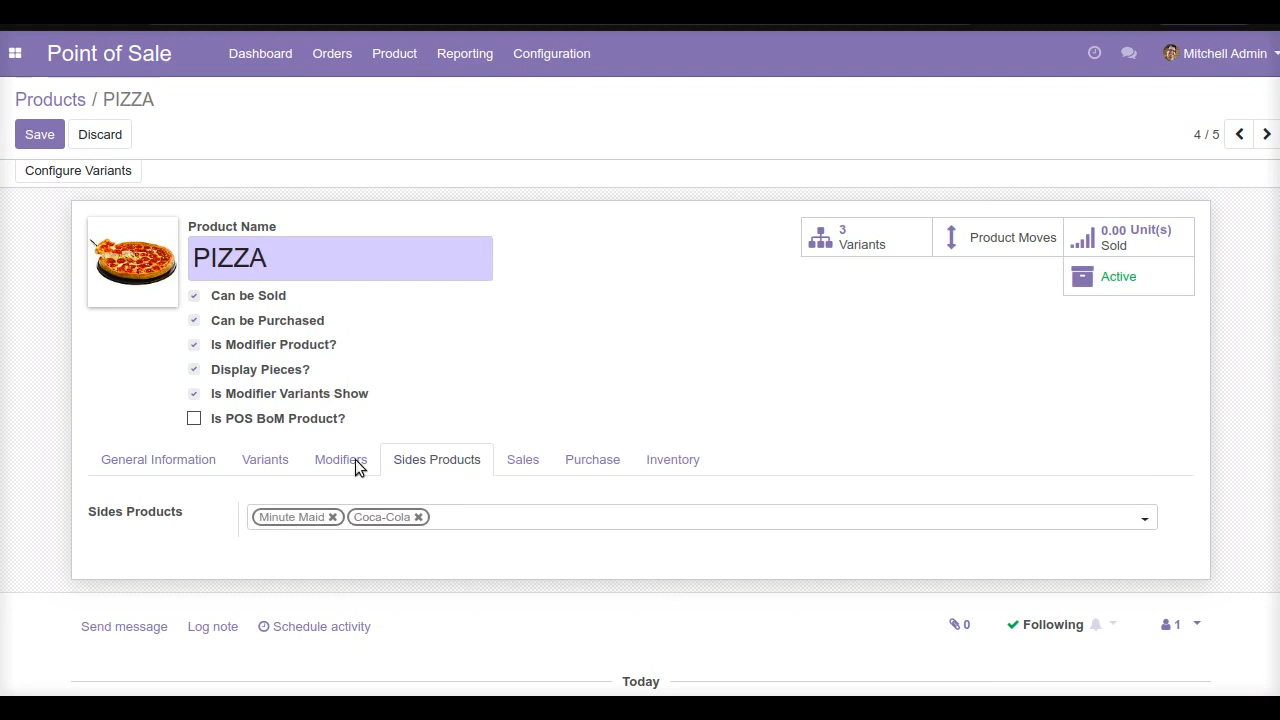 Point of Sale Dashboard Orders Product Reporting Configuration Mitchell Admin
Products / PIZZA
Save Discard 4 / 5
Configure Variants
Product Name
PIZZA
3 Variants
Product Moves
0.00 Unit(s) Sold
Active
Can be Sold
Can be Purchased
Is Modifier Product?
Display Pieces?
Is Modifier Variants Show
Is POS BoM Product?
General Information Variants Modifiers Sides Products Sales Purchase Inventory
Sides Products Minute Maid Coca-Cola
Send message Log note Schedule activity 0 Following 1
Today